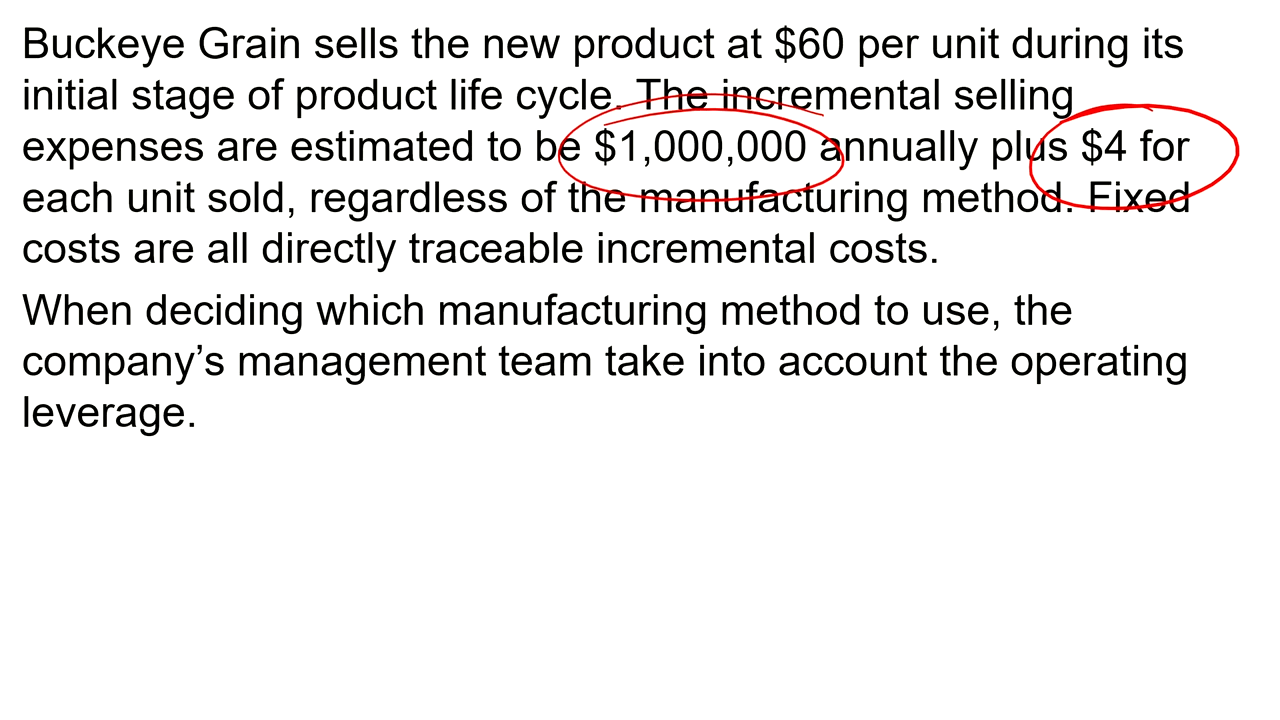 Buckeye Grain sells the new product at $60 per unit during its
initial stage of product life cycle. The incremental selling
expenses are estimated to be $1,000,000 annually plus $4 for
each unit sold, regardless of the manufacturing method. Fixed
costs are all directly traceable incremental costs.
When deciding which manufacturing method to use, the
company’s management team take into account the operating
leverage.